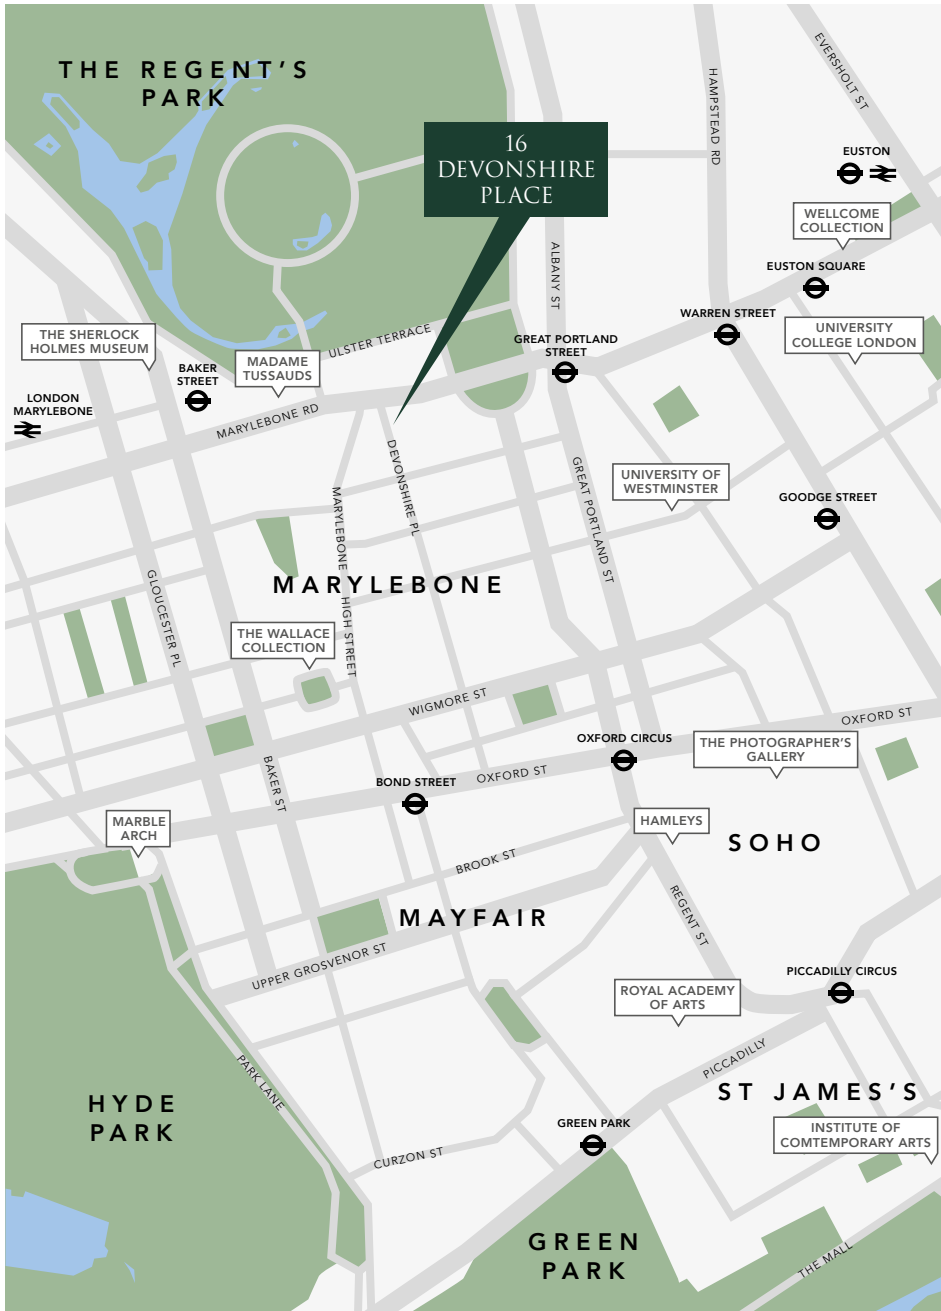 THE REGENT'S
PARK
16
DEVONSHIRE
PLACE
HAMPSTEAD RD
EVERSHOLT ST
EUSTON
WELLCOME
COLLECTION
EUSTON SQUARE
ALBANY ST
WARREN STREET
UNIVERSITY
COLLEGE LONDON
THE SHERLOCK
HOLMES MUSEUM
ULSTER TERRACE
GREAT PORTLAND
STREET
MADAME
TUSSAUDS
BAKER
STREET
LONDON
MARYLEBONE
MARYLEBONE RD
DEVONSHIRE PL
GREAT PORTLAND ST
UNIVERSITY OF
WESTMINSTER
GOODGE STREET
MARYLEBONE HIGH STREET
MARYLEBONE
GLOUCESTER PL
THE WALLACE
COLLECTION
WIGMORE ST
OXFORD ST
OXFORD CIRCUS
THE PHOTOGRAPHER'S
GALLERY
BAKER ST
BOND STREET
OXFORD ST
MARBLE
ARCH
HAMLEYS
SOHO
BROOK ST
MAYFAIR
REGENT ST
UPPER GROSVENOR ST
PICCADILLY CIRCUS
ROYAL ACADEMY
OF ARTS
PICCADILLY
PARK LANE
HYDE
PARK
ST JAMES'S
GREEN PARK
INSTITUTE OF
COMTEMPORARY ARTS
CURZON ST
GREEN
PARK
THE MALL